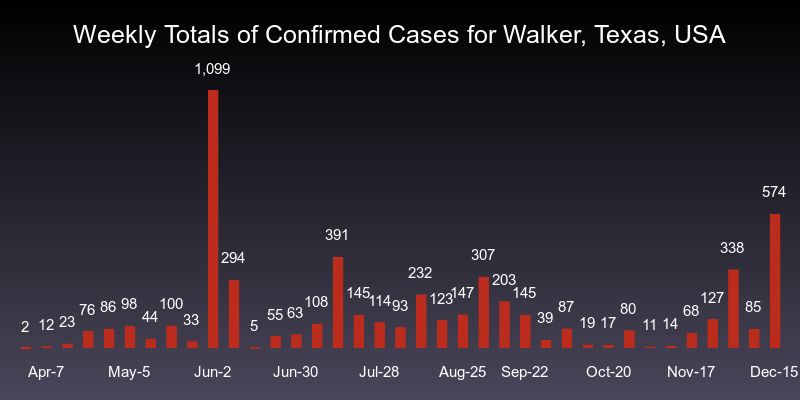 Weekly Totals of Confirmed Cases for Walker, Texas, USA
1,099
574
391
338
307
294
232
203
2 12 23 76 86 98 44 100 33 5 55 63 108 145 114 93 123 147 145 39 87 19 17 80 11 14 68 127 85
Apr-7 May-5 Jun-2 Jun-30 Jul-28 Aug-25 Sep-22 Oct-20 Nov-17 Dec-15